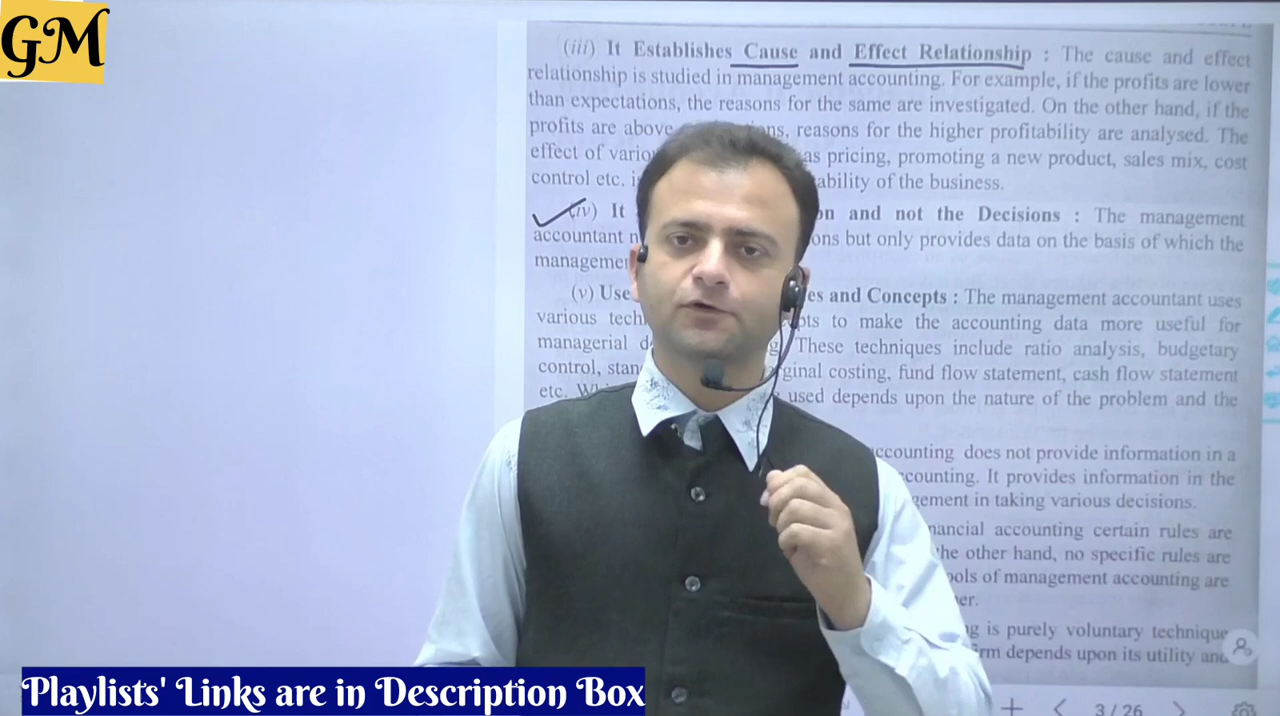 GM
(iii) It Establishes Cause and Effect Relationship : The cause and effect
relationship is studied in management accounting. For example, if the profits are lower
than expectations, the reasons for the same are investigated. On the other hand, if the
profits are above reasons for the higher profitability are analysed. The
effect of as pricing, promoting a new product, sales mix, cost
control etc. of the business.
(iv) It and not the Decisions : The management
accountant but only provides data on the basis of which the
(v) and Concepts : The management accountant uses
various to make the accounting data more useful for
managerial These techniques include ratio analysis, budgetary
control, costing, fund flow statement, cash flow statement
etc. used depends upon the nature of the problem and the
does not provide information in a
It provides information in the
in taking various decisions.
accounting certain rules are
the other hand, no specific rules are
of management accounting are
is purely voluntary technique
depends upon its utility and
3 / 26
Playlists' Links are in Description Box